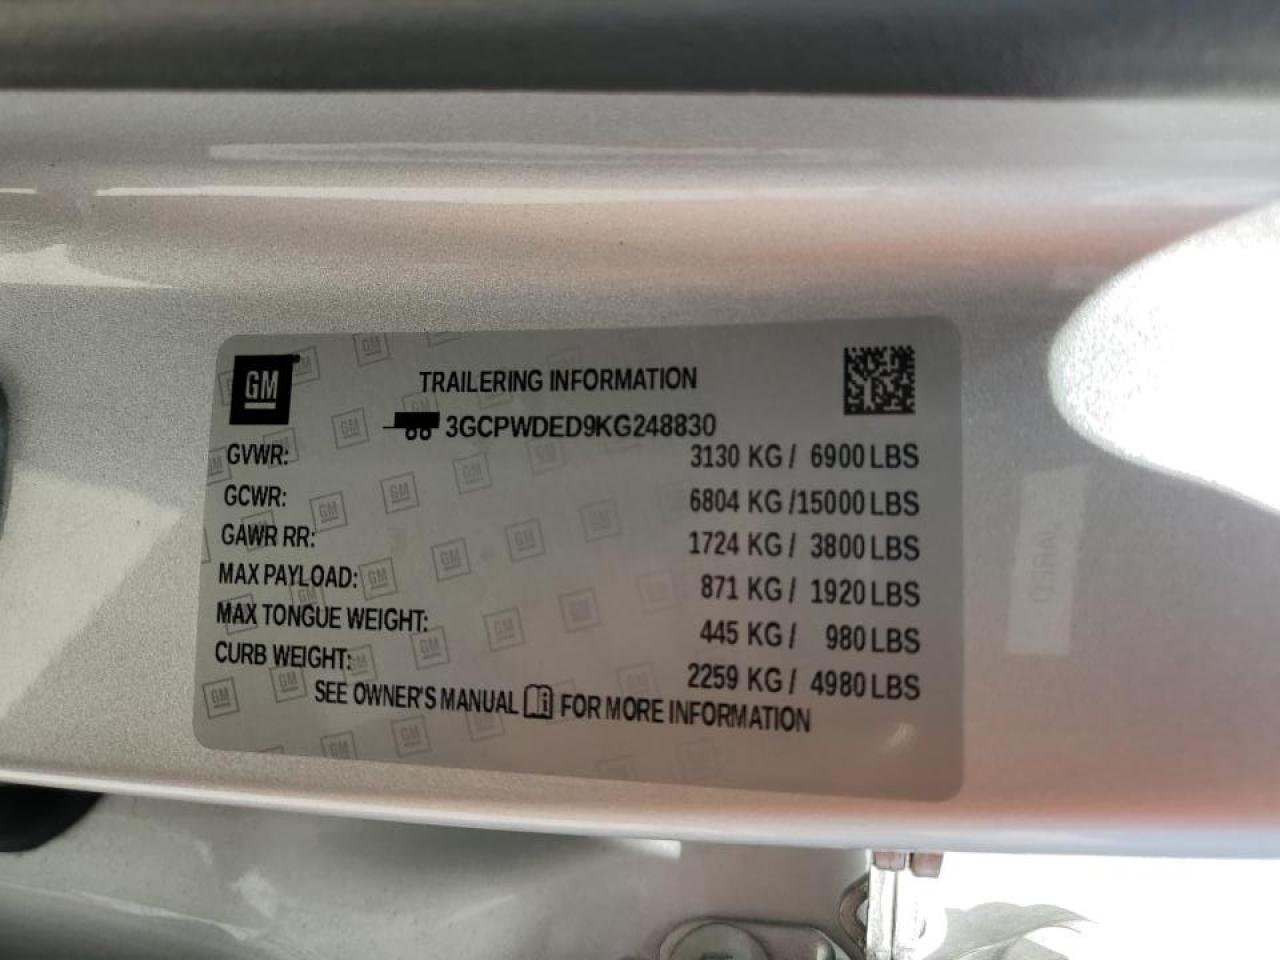 GM
TRAILERING INFORMATION
3GCPWDED9KG248830
GVWR: 3130 KG / 6900 LBS
GCWR: 6804 KG /15000 LBS
GAWR RR: 1724 KG / 3800 LBS
MAX PAYLOAD: 871 KG / 1920 LBS
MAX TONGUE WEIGHT: 445 KG / 980 LBS
CURB WEIGHT: 2259 KG / 4980 LBS
SEE OWNER'S MANUAL FOR MORE INFORMATION